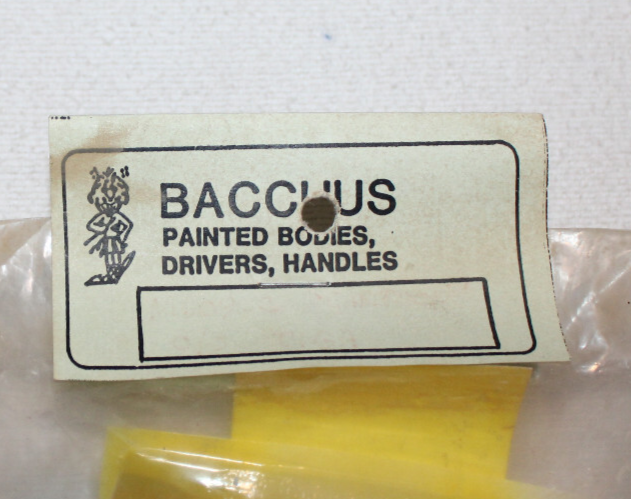 BACCHUS
PAINTED BODIES,
DRIVERS, HANDLES